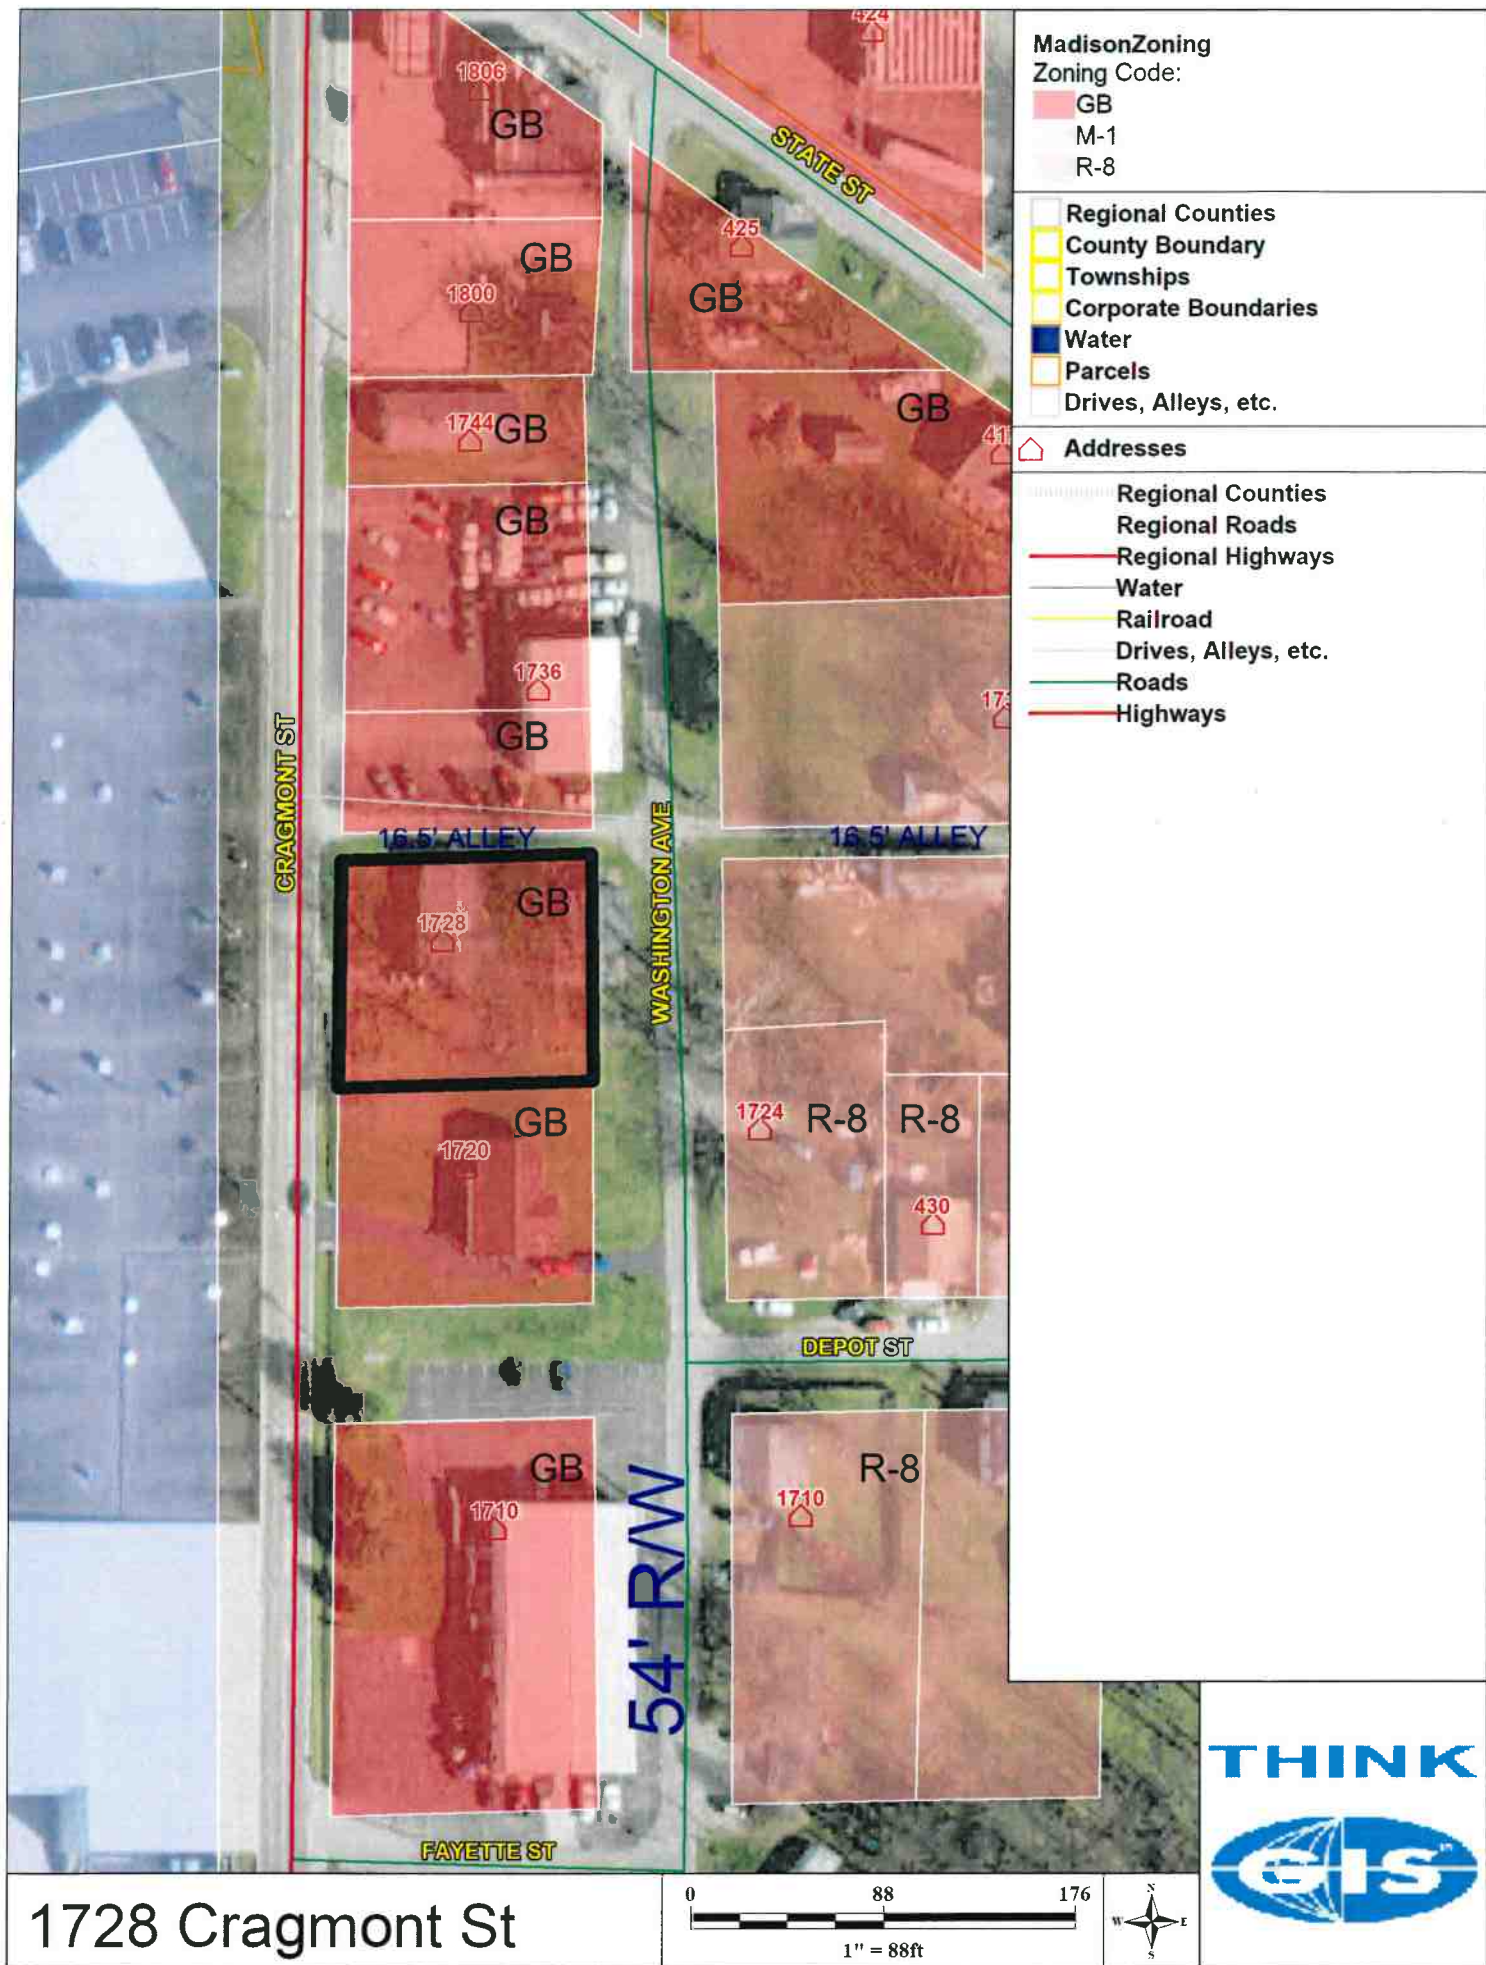 424
1806
GB
STATE ST
425
GB
1800
GB
GB
1744 GB
41
GB
1736
173
GB
CRAGMONT ST
16.5' ALLEY
WASHINGTON AVE
16.5' ALLEY
GB
1728
GB
1720
1724
R-8
R-8
430
DEPOT ST
GB
1710
54' R/W
R-8
1710
FAYETTE ST
MadisonZoning
Zoning Code:
GB
M-1
R-8
Regional Counties
County Boundary
Townships
Corporate Boundaries
Water
Parcels
Drives, Alleys, etc.
Addresses
Regional Counties
Regional Roads
Regional Highways
Water
Railroad
Drives, Alleys, etc.
Roads
Highways
1728 Cragmont St
0 88 176
1" = 88ft
N
W E
S
THINK
GIS